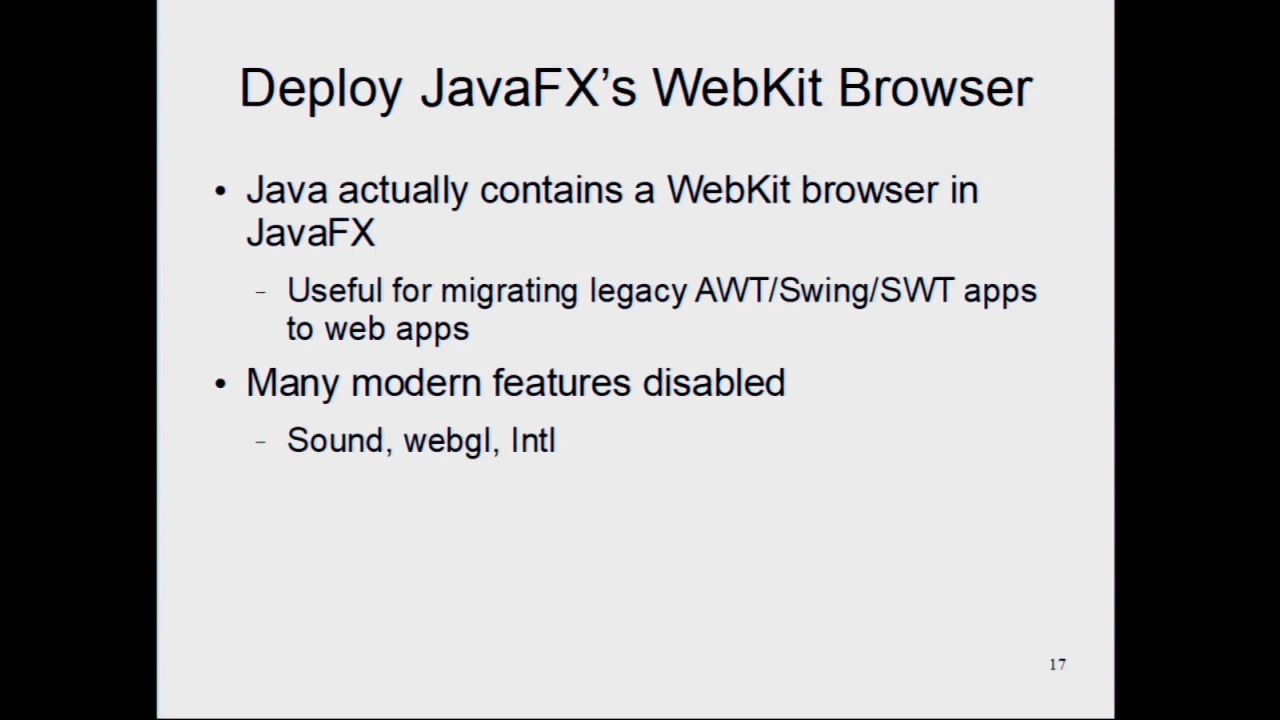 Deploy JavaFX’s WebKit Browser
• Java actually contains a WebKit browser in
JavaFX
– Useful for migrating legacy AWT/Swing/SWT apps
to web apps
• Many modern features disabled
– Sound, webgl, Intl
17